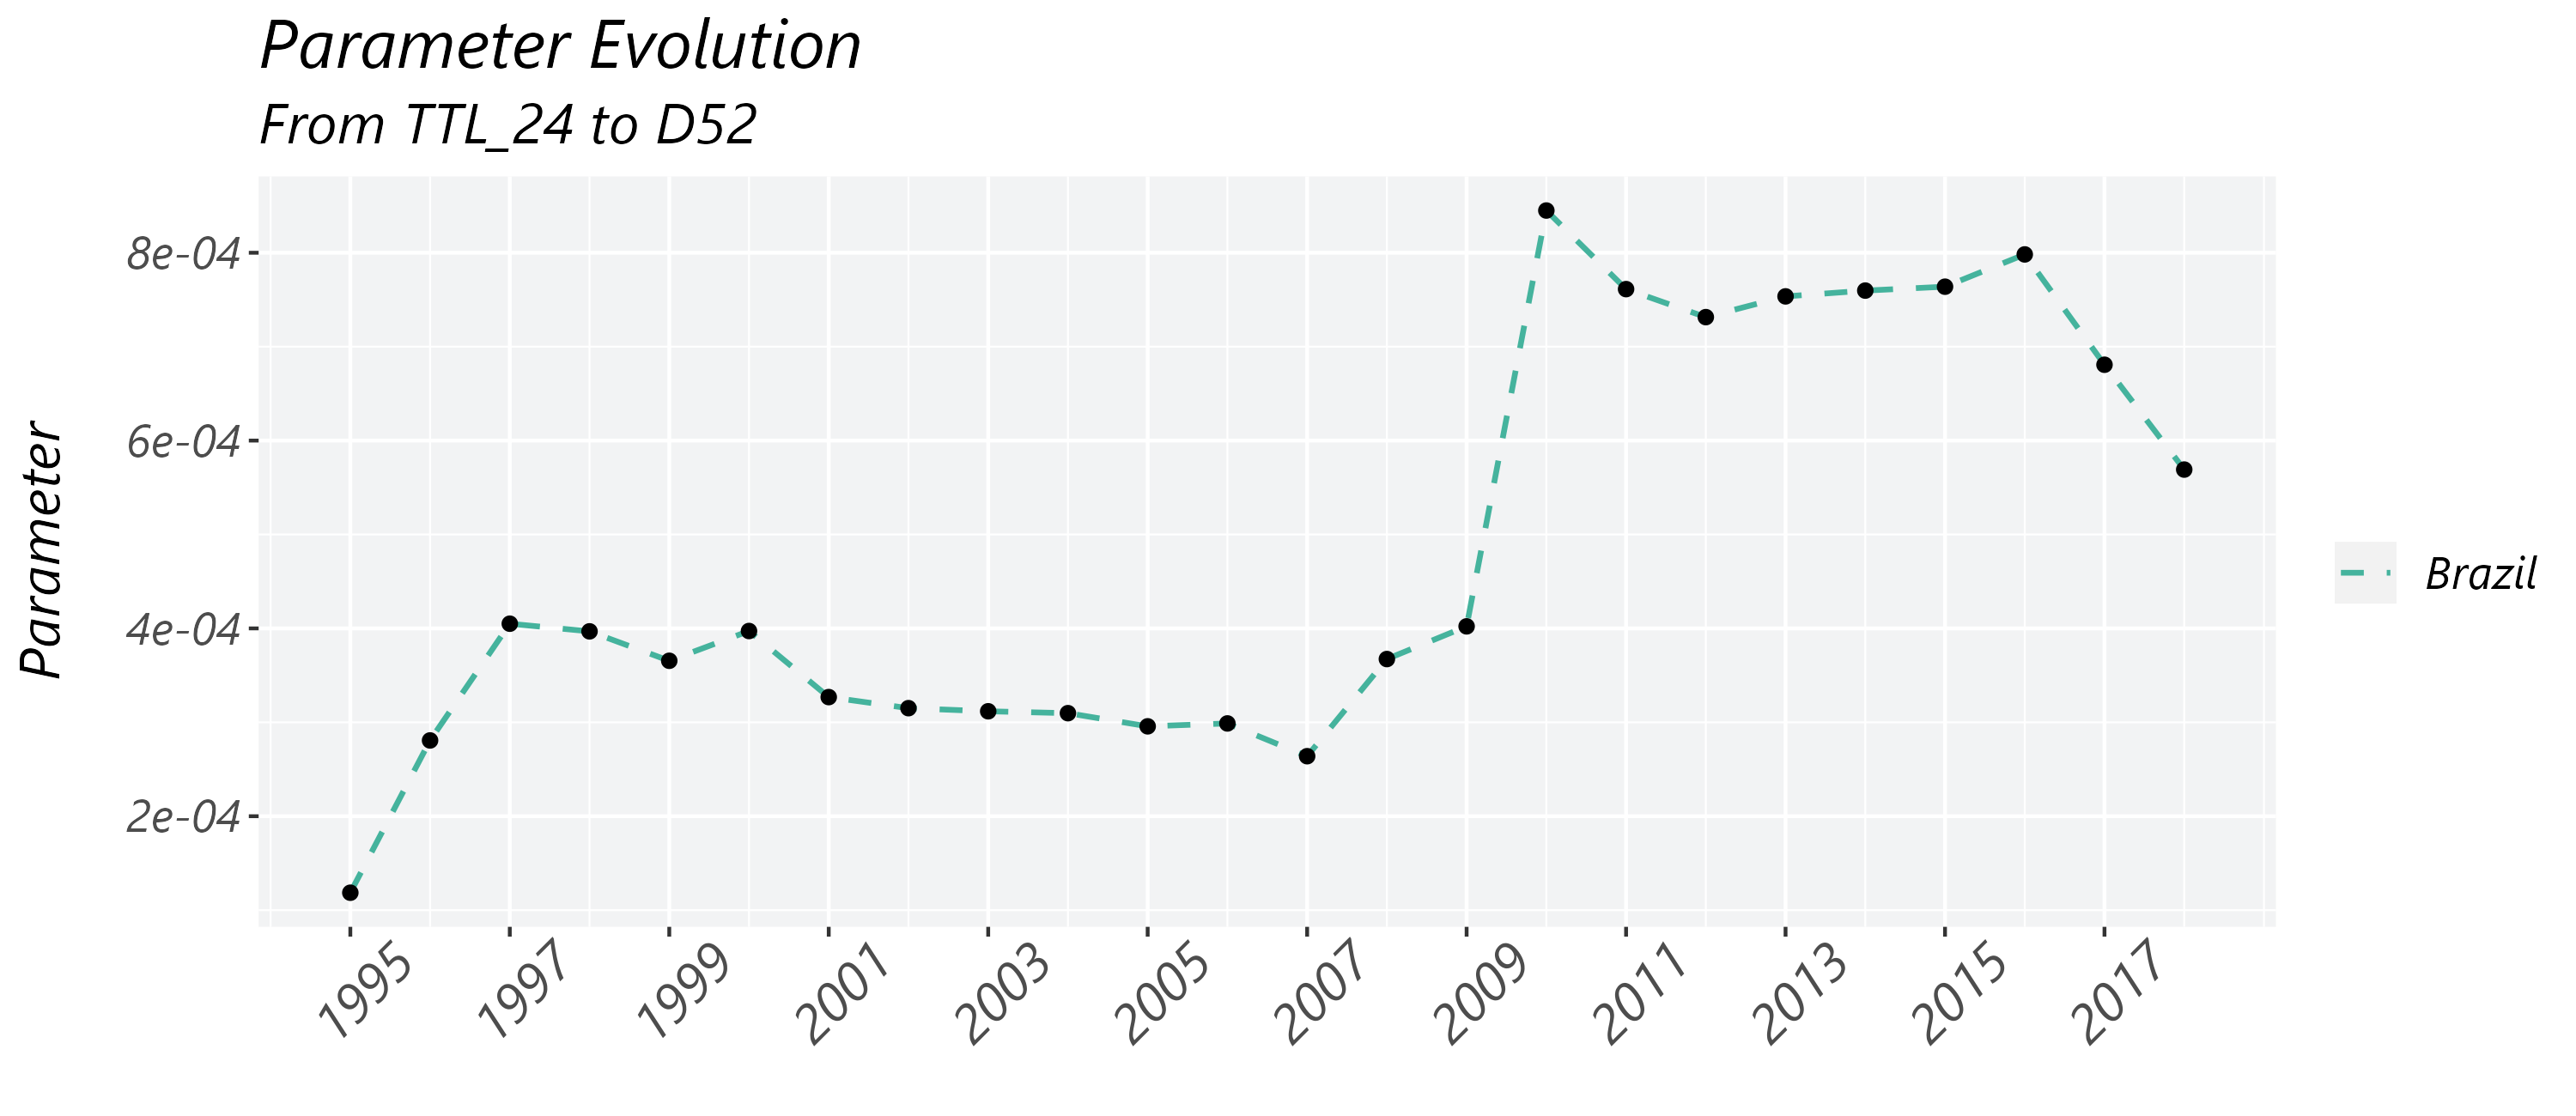 Parameter Evolution
From TTL_24 to D52
Parameter
8e-04
6e-04
4e-04
2e-04
1995 1997 1999 2001 2003 2005 2007 2009 2011 2013 2015 2017
Brazil